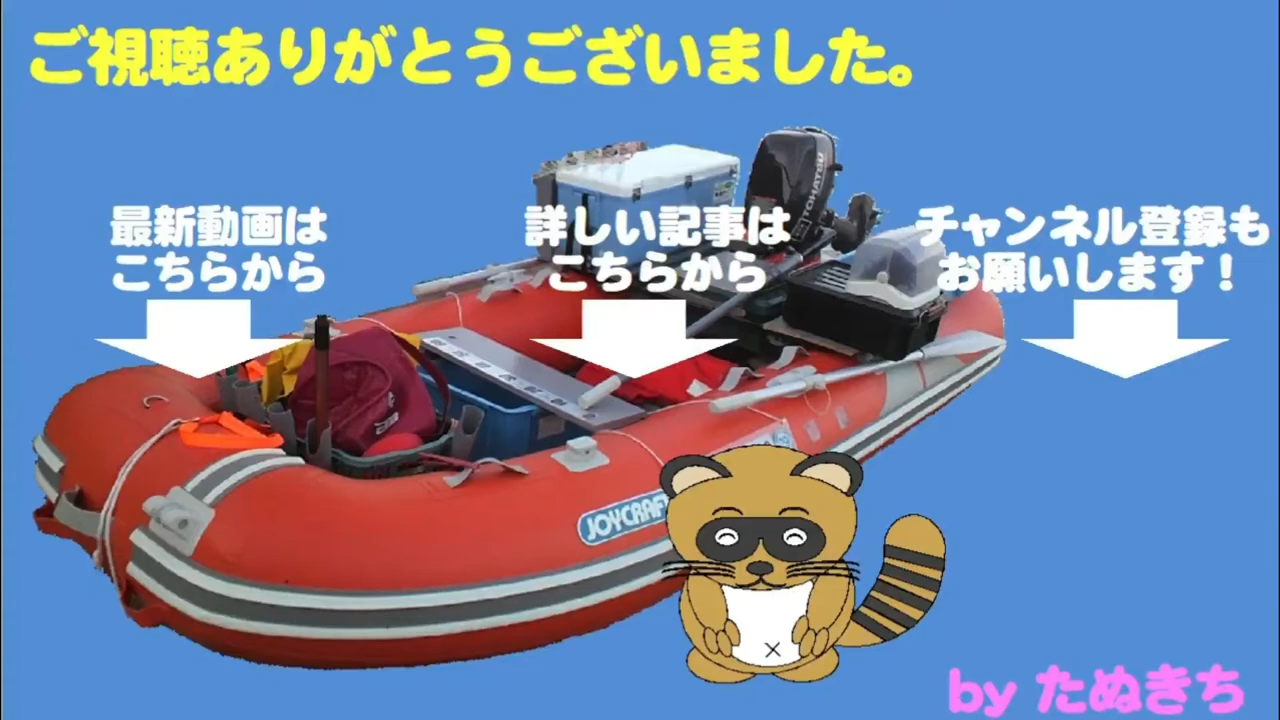 ご視聴ありがとうございました。
最新動画は
こちらから
詳しい記事は
こちらから
チャンネル登録も
お願いします！
TOHATSU
JOYCRAFT
by たぬきち